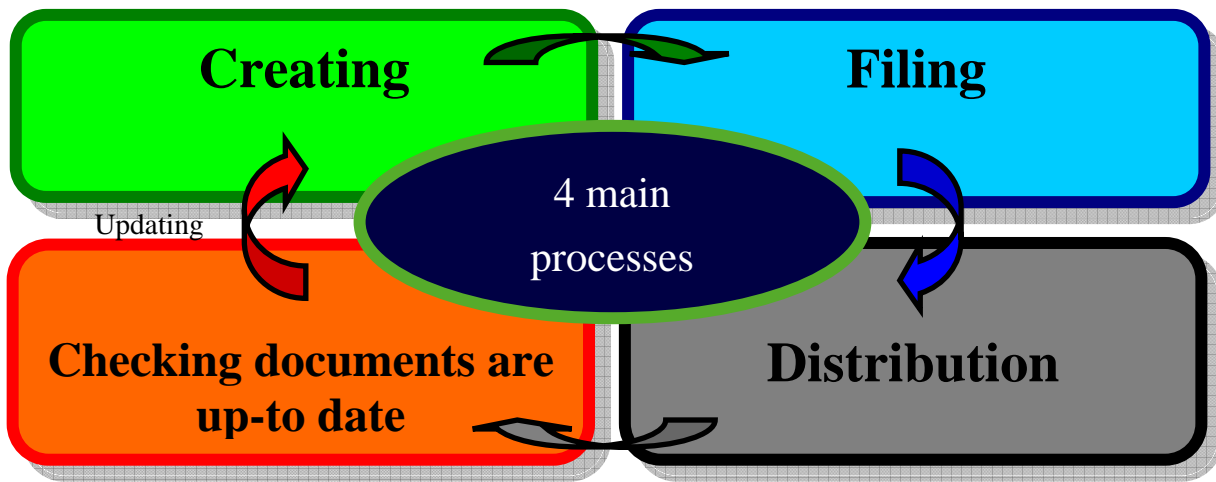 Creating
Filing
4 main
processes
Updating
Checking documents are
up-to date
Distribution